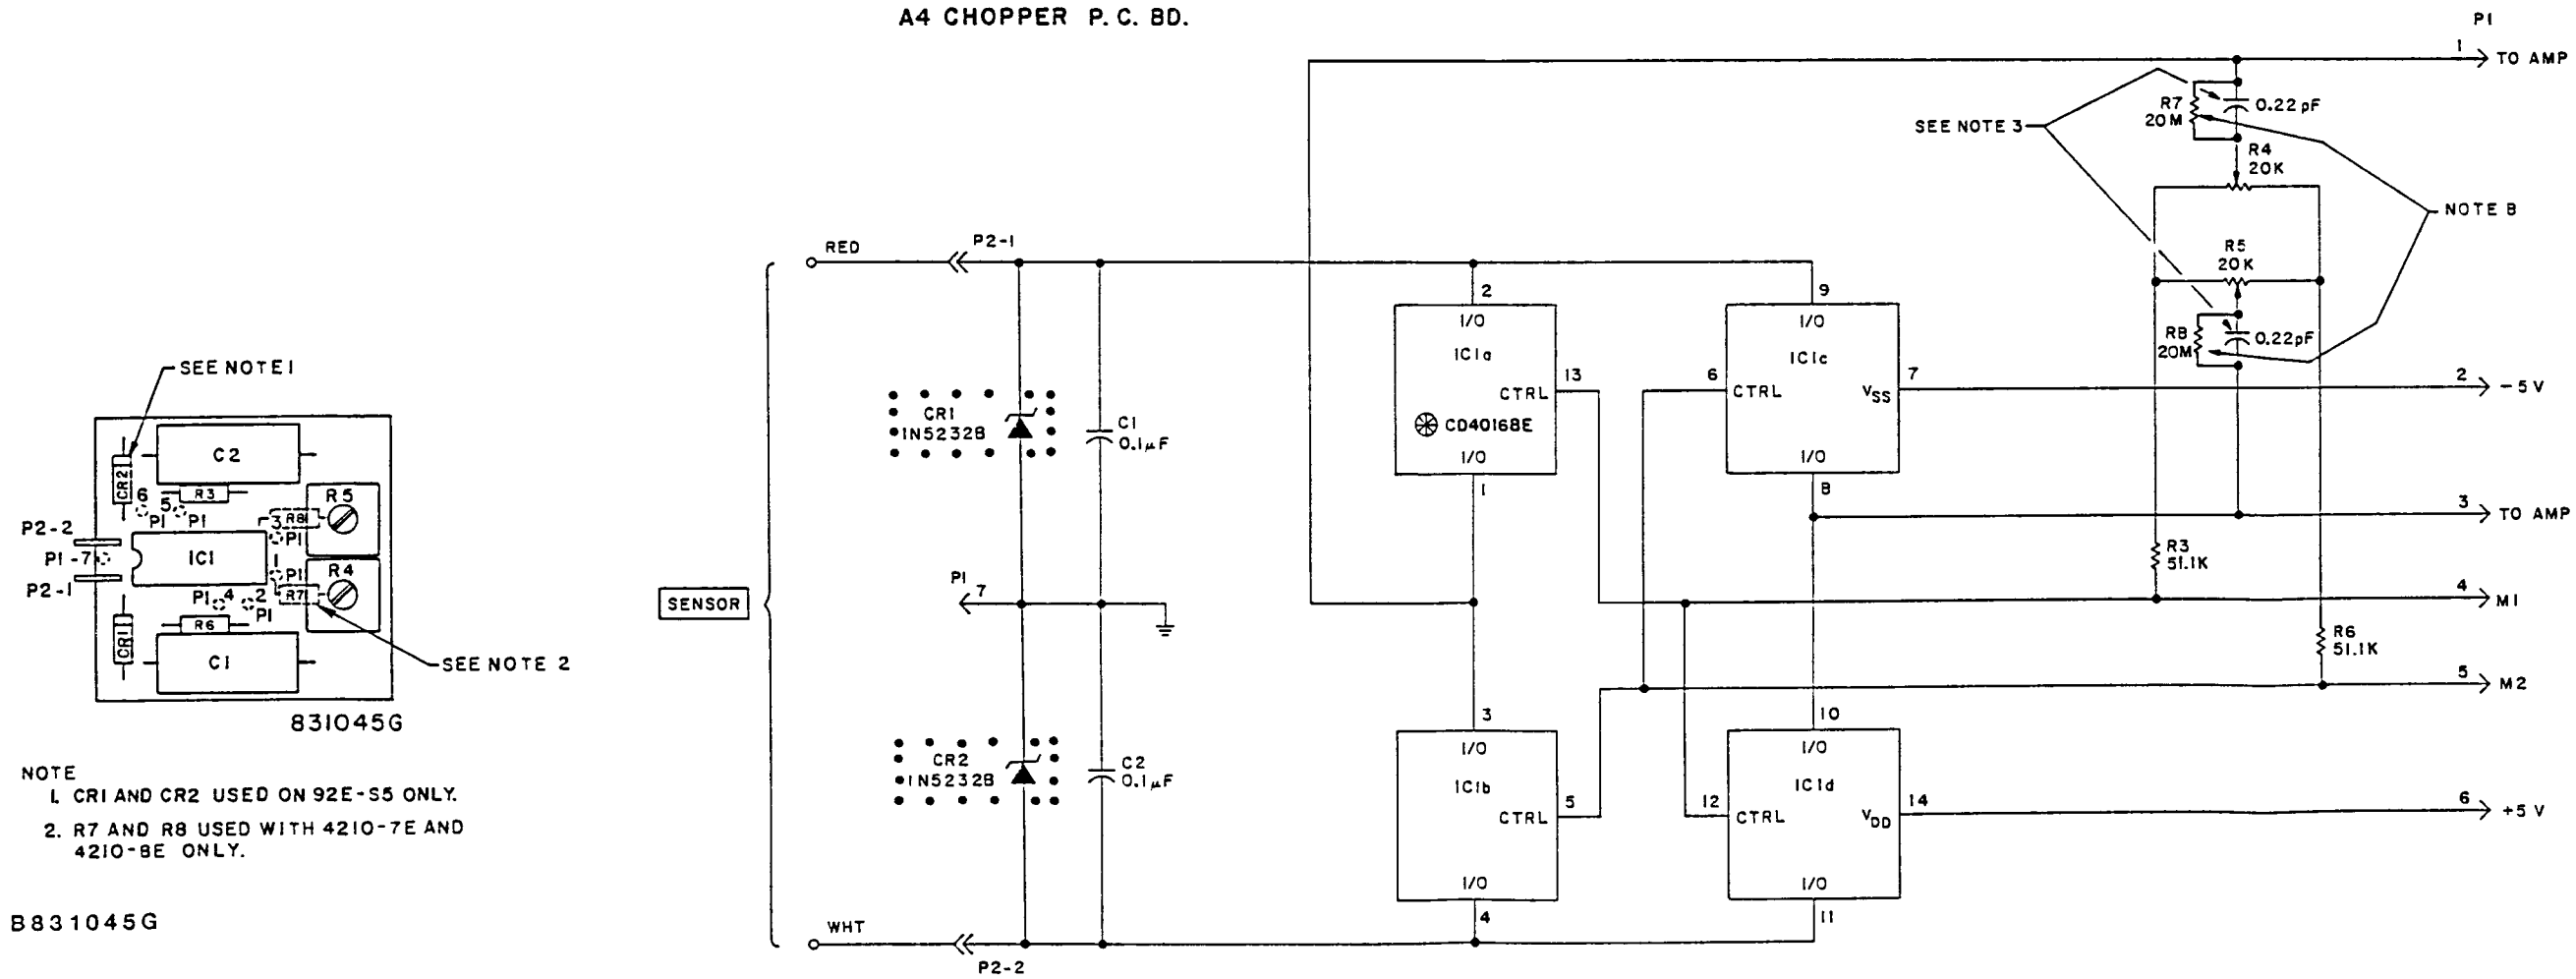 A4 CHOPPER P.C. BD.
P1
1
TO AMP
R7
20M
0.22pF
SEE NOTE 3
R4
20K
NOTE B
R5
20K
R8
20M
0.22pF
RED
P2-1
2
I/O
IC1a
CTRL
13
CD4016BE
I/O
1
9
I/O
IC1c
6
CTRL
VSS
7
I/O
8
2
-5 V
3
TO AMP
CR1
1N5232B
C1
0.1µF
R3
51.1K
4
M1
R6
51.1K
5
M2
SENSOR
P1
7
CR2
1N5232B
C2
0.1µF
3
I/O
IC1b
CTRL
5
I/O
4
10
I/O
IC1d
12
CTRL
VDD
14
I/O
11
6
+5 V
WHT
P2-2
SEE NOTE 1
C2
CR2
R3
R5
6
P1
5
P1
R8
3
P1
P2-2
P1-7
IC1
P2-1
P1
R4
R7
P1
4
2
P1
R6
CR1
C1
SEE NOTE 2
831045G
NOTE
1. CR1 AND CR2 USED ON 92E-S5 ONLY.
2. R7 AND R8 USED WITH 4210-7E AND
4210-8E ONLY.
B831045G